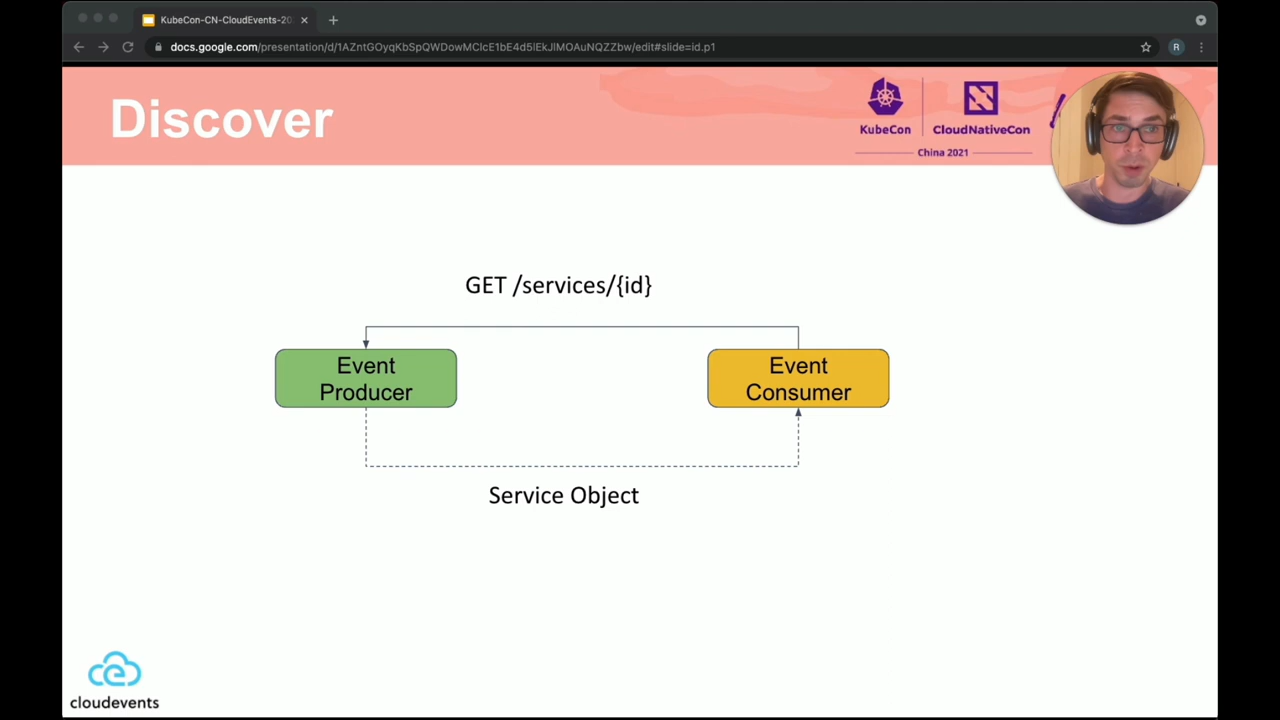 KubeCon-CN-CloudEvents-20
docs.google.com/presentation/d/1AZntGOyqKbSpQWDowMClcE1bE4d5iEkJlMOAuNQZZbw/edit#slide=id.p1
R
Discover
KubeCon
CloudNativeCon
China 2021
GET /services/{id}
Event
Producer
Event
Consumer
Service Object
cloudevents